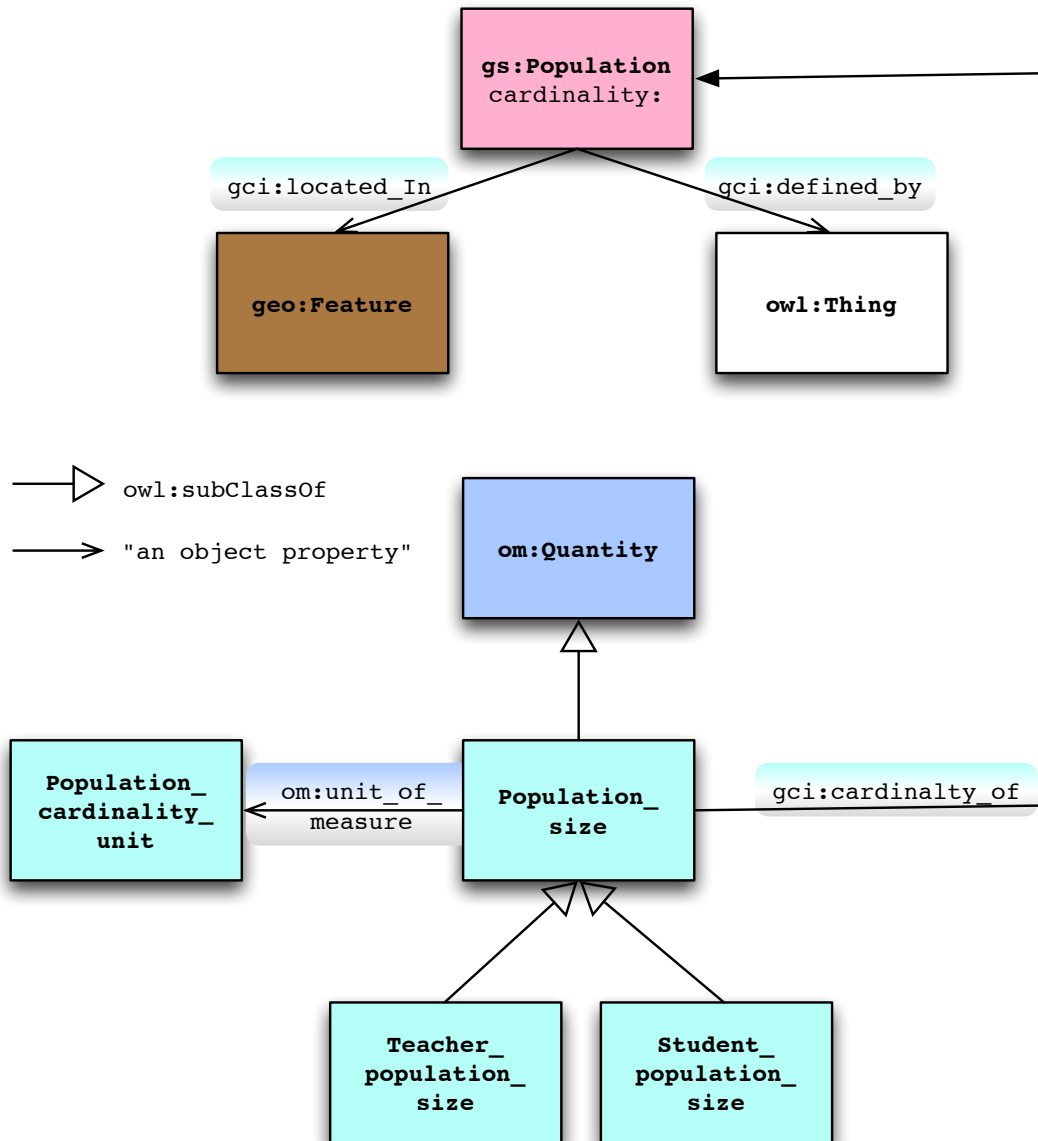 gs:Population
cardinality:
gci:located_In
gci:defined_by
geo:Feature
owl:Thing
owl:subClassOf
"an object property"
om:Quantity
Population_
cardinality_
unit
om:unit_of_
measure
Population_
size
gci:cardinalty_of
Teacher_
population_
size
Student_
population_
size